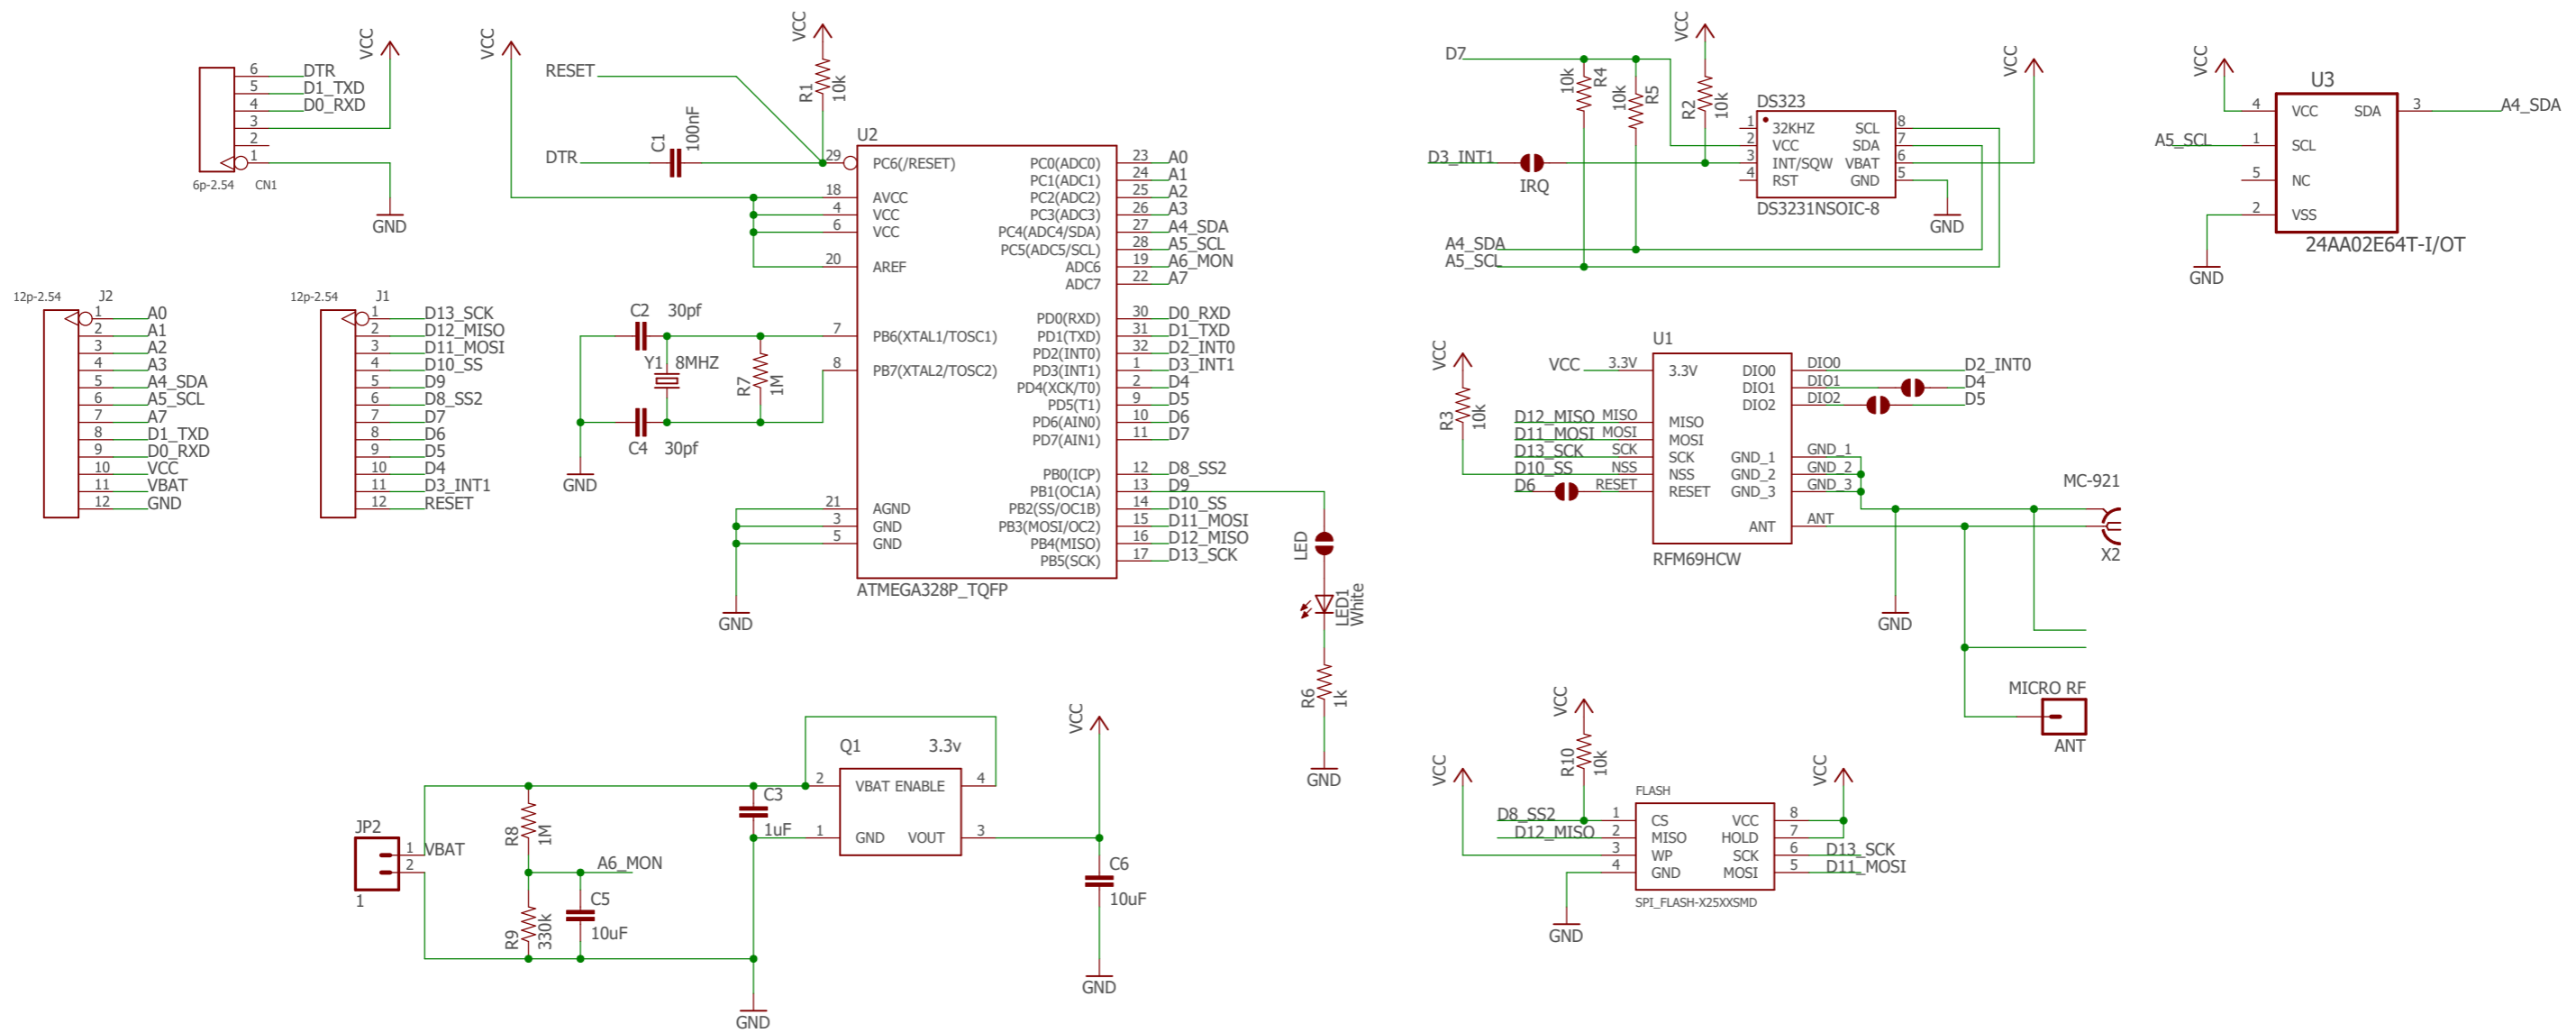 VCC
6 DTR
5 D1_TXD
4 D0_RXD
3
2
1
6p-2.54 CN1
GND
12p-2.54 J2
1 A0
2 A1
3 A2
4 A3
5 A4_SDA
6 A5_SCL
7 A7
8 D1_TXD
9 D0_RXD
10 VCC
11 VBAT
12 GND
12p-2.54 J1
1 D13_SCK
2 D12_MISO
3 D11_MOSI
4 D10_SS
5 D9
6 D8_SS2
7 D7
8 D6
9 D5
10 D4
11 D3_INT1
12 RESET
VCC
RESET
VCC
R1
10k
DTR
C1
100nF
U2
29 PC6(/RESET)
18 AVCC
4 VCC
6 VCC
20 AREF
7 PB6(XTAL1/TOSC1)
8 PB7(XTAL2/TOSC2)
21 AGND
3 GND
5 GND
PC0(ADC0) 23 A0
PC1(ADC1) 24 A1
PC2(ADC2) 25 A2
PC3(ADC3) 26 A3
PC4(ADC4/SDA) 27 A4_SDA
PC5(ADC5/SCL) 28 A5_SCL
ADC6 19 A6_MON
ADC7 22 A7
PD0(RXD) 30 D0_RXD
PD1(TXD) 31 D1_TXD
PD2(INT0) 32 D2_INT0
PD3(INT1) 1 D3_INT1
PD4(XCK/T0) 2 D4
PD5(T1) 9 D5
PD6(AIN0) 10 D6
PD7(AIN1) 11 D7
PB0(ICP) 12 D8_SS2
PB1(OC1A) 13 D9
PB2(SS/OC1B) 14 D10_SS
PB3(MOSI/OC2) 15 D11_MOSI
PB4(MISO) 16 D12_MISO
PB5(SCK) 17 D13_SCK
ATMEGA328P_TQFP
C2 30pf
Y1 8MHZ
R7
1M
C4 30pf
GND
GND
LED
LED1
White
R6
1k
GND
JP2
1 VBAT
2
1
R8
1M
A6_MON
R9
330k
C5
10uF
C3
1uF
Q1 3.3v
2 VBAT ENABLE 4
1 GND VOUT 3
GND
VCC
C6
10uF
GND
D7
R4
10k
R5
10k
VCC
R2
10k
VCC
DS323
1 32KHZ SCL 8
2 VCC SDA 7
3 INT/SQW VBAT 6
4 RST GND 5
DS3231NSOIC-8
D3_INT1
IRQ
GND
A4_SDA
A5_SCL
VCC
U3
4 VCC SDA 3 A4_SDA
A5_SCL 1 SCL
5 NC
2 VSS
24AA02E64T-I/OT
GND
VCC
R3
10k
U1
VCC 3.3V 3.3V
D12_MISO MISO MISO
D11_MOSI MOSI MOSI
D13_SCK SCK SCK
D10_SS NSS NSS
D6 RESET RESET
DIO0 DIO0 D2_INT0
DIO1 DIO1 D4
DIO2 DIO2 D5
GND_1 GND_1
GND_2 GND_2
GND_3 GND_3
ANT ANT
RFM69HCW
GND
MC-921
X2
MICRO RF
ANT
VCC
VCC
R10
10k
VCC
FLASH
D8_SS2 1 CS VCC 8
D12_MISO 2 MISO HOLD 7
3 WP SCK 6 D13_SCK
4 GND MOSI 5 D11_MOSI
SPI_FLASH-X25XXSMD
GND